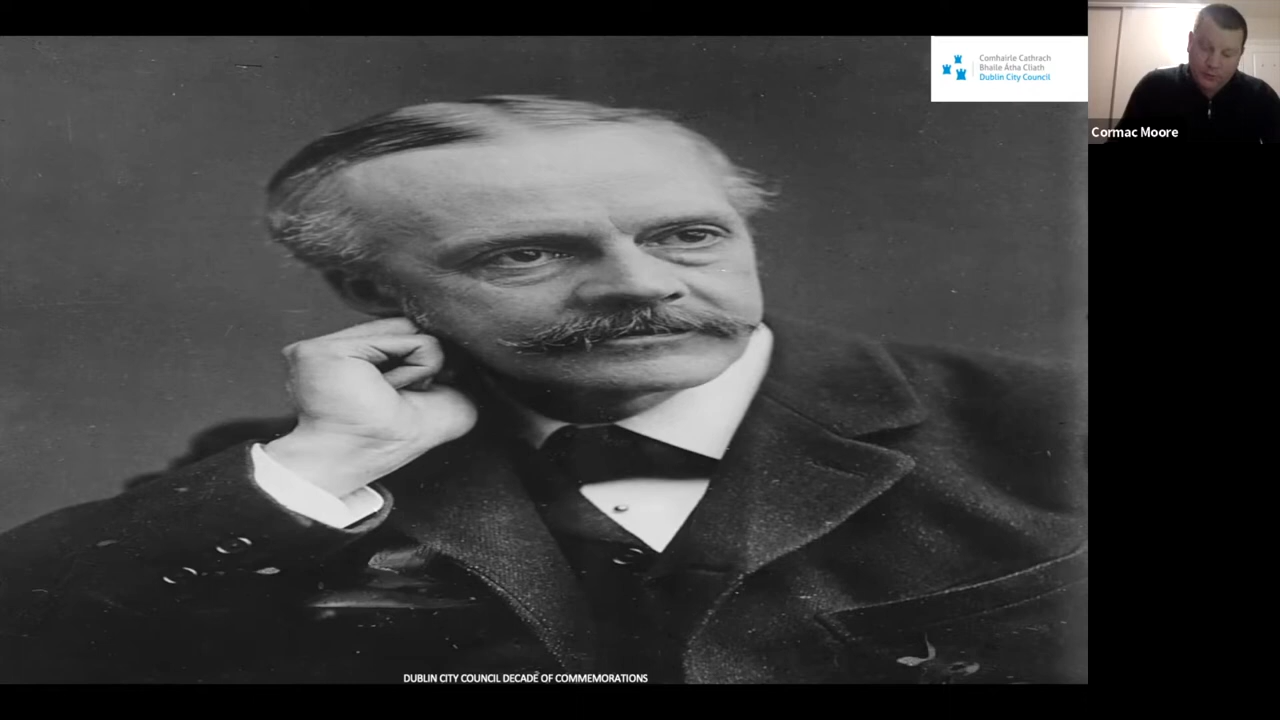 Comhairle Cathrach
Bhaile Átha Cliath
Dublin City Council
Cormac Moore
DUBLIN CITY COUNCIL DECADE OF COMMEMORATIONS